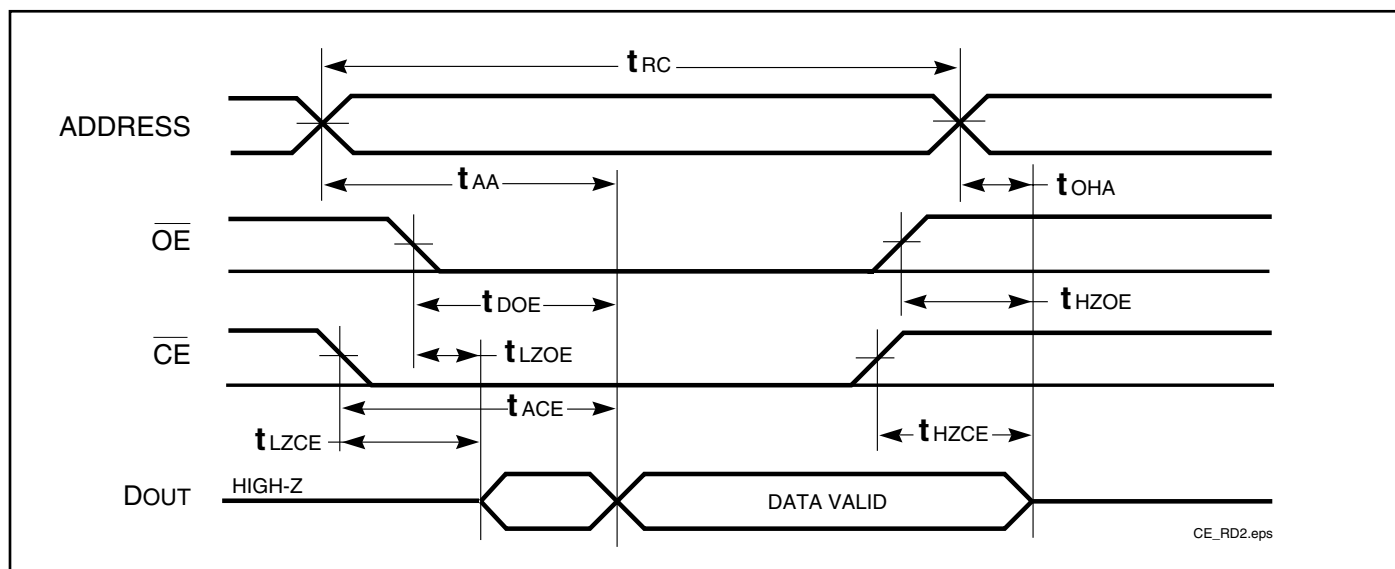 tRC
ADDRESS
tAA
tOHA
OE
tDOE
tHZOE
CE
tLZOE
tACE
tLZCE
tHZCE
DOUT
HIGH-Z
DATA VALID
CE_RD2.eps